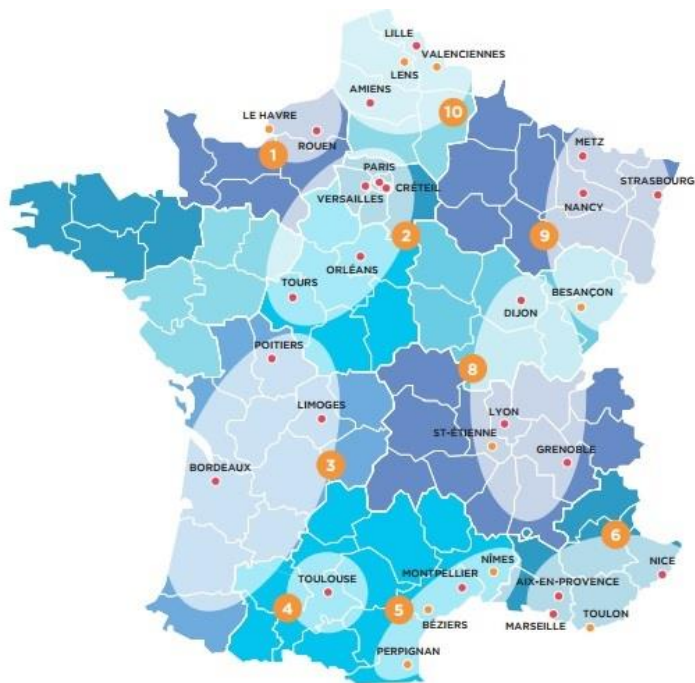 LILLE
VALENCIENNES
LENS
AMIENS
10
LE HAVRE
ROUEN
1
METZ
PARIS
STRASBOURG
VERSAILLES
CRÉTEIL
NANCY
2
9
ORLÉANS
TOURS
BESANÇON
DIJON
POITIERS
8
LIMOGES
LYON
ST-ÉTIENNE
GRENOBLE
3
BORDEAUX
6
NÎMES
NICE
MONTPELLIER
TOULOUSE
AIX-EN-PROVENCE
4
5
BÉZIERS
MARSEILLE
TOULON
PERPIGNAN